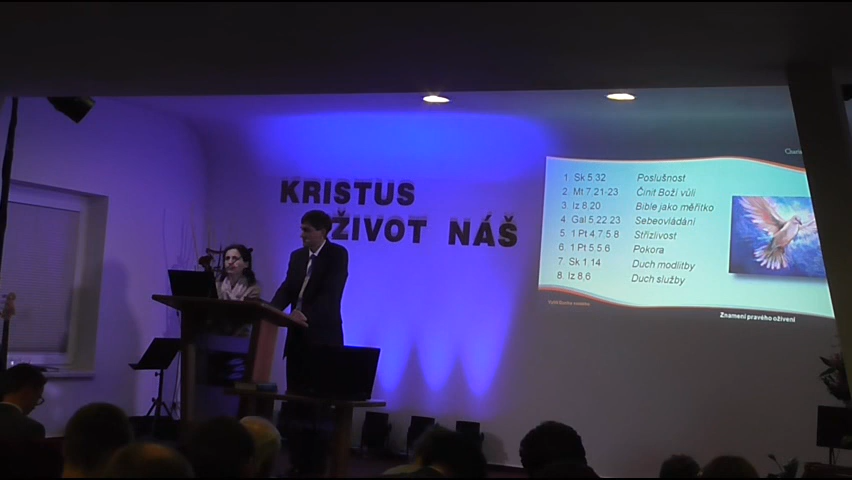 KRISTUS
ŽIVOT NÁŠ
1. Sk 5,32 Poslušnost
2. Mt 7,21-23 Činit Boží vůli
3. Iz 8,20 Bible jako měřítko
4. Gal 5,22.23 Sebeovládání
5. 1 Pt 4,7;5,8 Střízlivost
6. 1 Pt 5,5.6 Pokora
7. Sk 1,14 Duch modlitby
8. Iz 8,6 Duch služby
Znamení pravého oživení